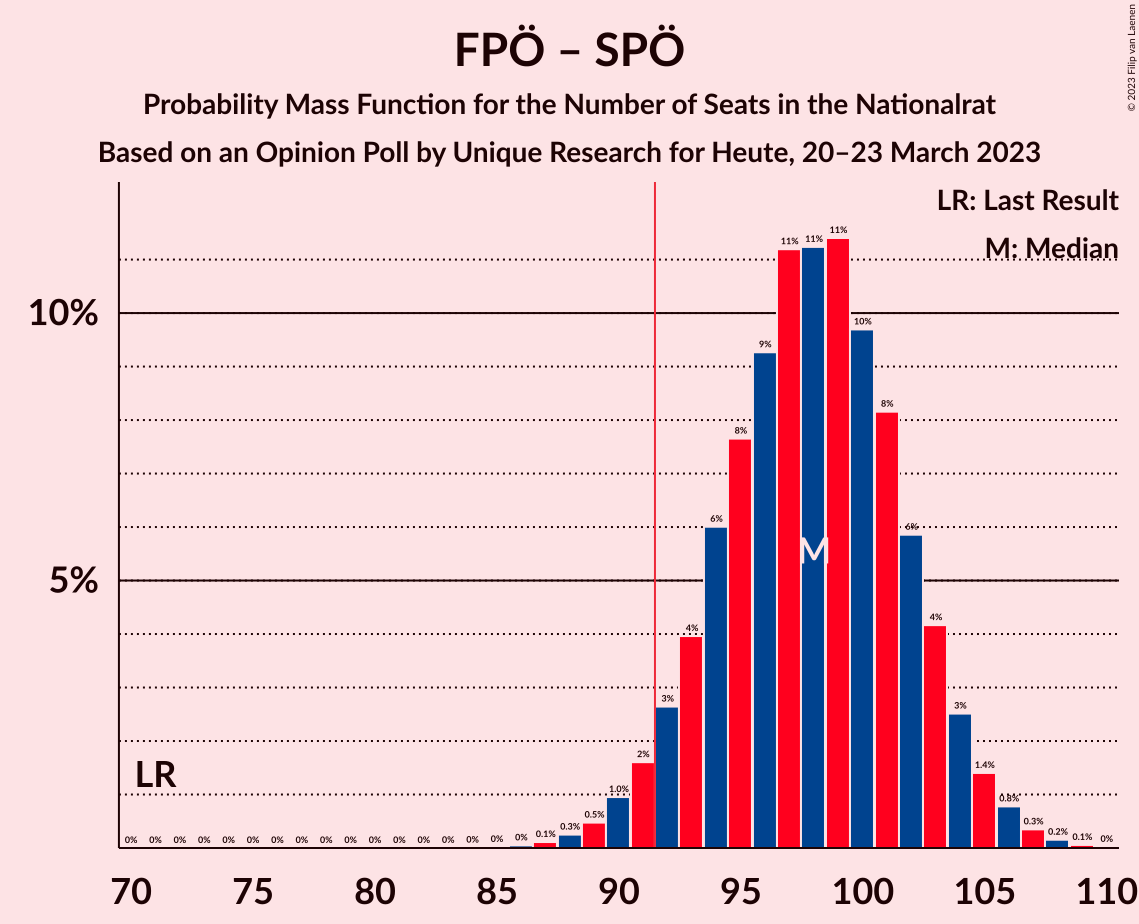 FPÖ – SPÖ
Probability Mass Function for the Number of Seats in the Nationalrat
Based on an Opinion Poll by Unique Research for Heute, 20–23 March 2023
© 2023 Filip van Laenen
LR: Last Result
M: Median
10%
5%
LR
M
0% 0% 0% 0% 0% 0% 0% 0% 0% 0% 0% 0% 0% 0% 0% 0% 0% 0.1% 0.3% 0.5% 1.0% 2% 3% 4% 6% 8% 9% 11% 11% 11% 10% 8% 6% 4% 3% 1.4% 0.8% 0.3% 0.2% 0.1% 0%
70 75 80 85 90 95 100 105 110